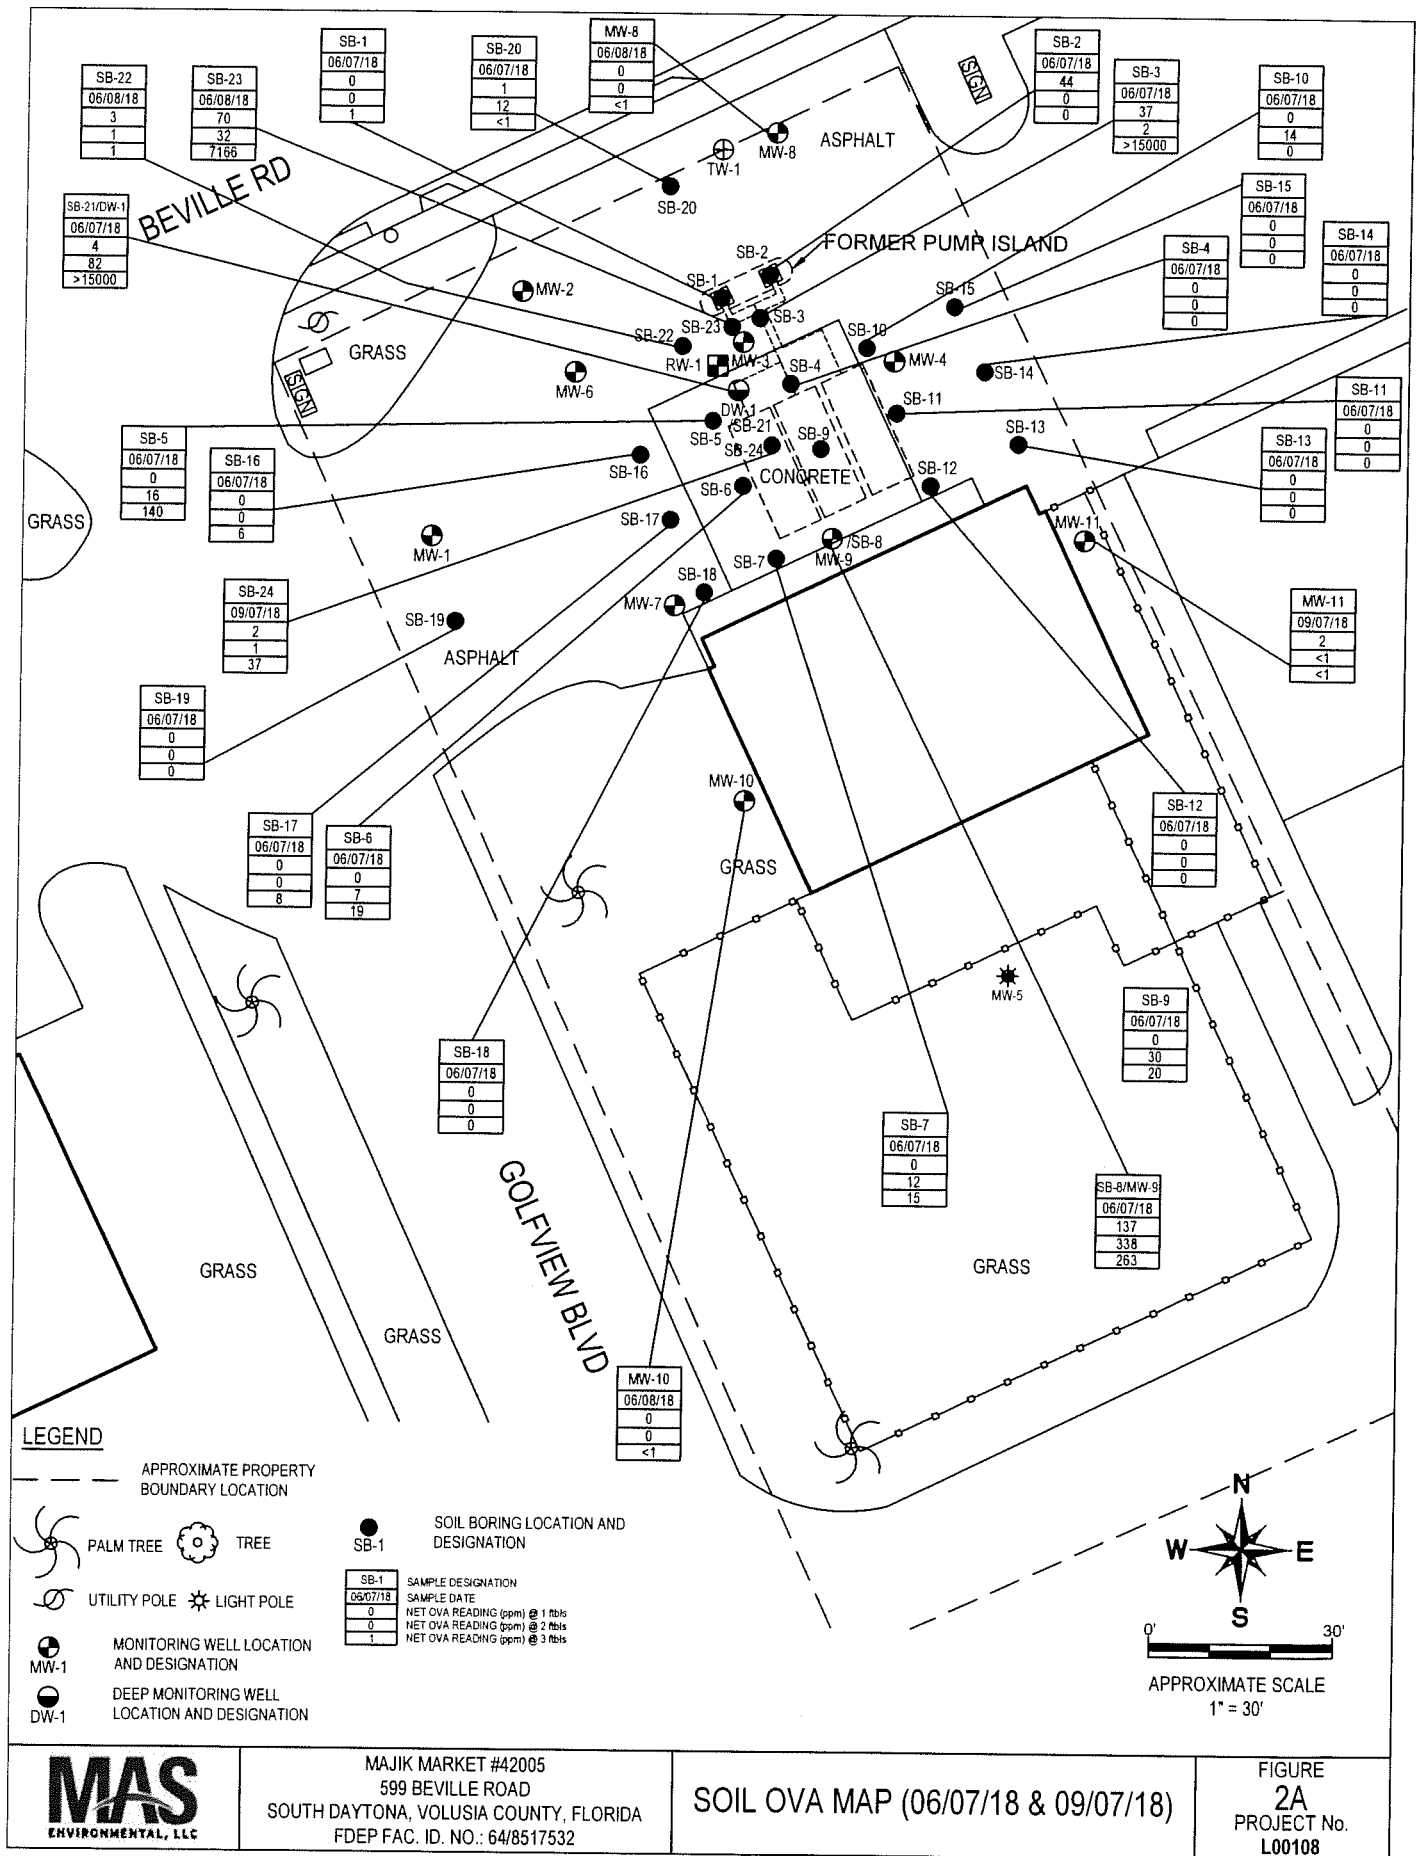 SB-1
06/07/18
0
0
1
SB-20
06/07/18
1
12
<1
MW-8
06/08/18
0
0
<1
SB-2
06/07/18
44
0
0
SB-3
06/07/18
37
2
>15000
SB-10
06/07/18
0
14
0
SB-22
06/08/18
3
1
1
SB-23
06/08/18
70
32
7166
SB-15
06/07/18
0
0
0
SB-21/DW-1
06/07/18
4
82
>15000
SB-4
06/07/18
0
0
0
SB-14
06/07/18
0
0
0
SB-11
06/07/18
0
0
0
SB-13
06/07/18
0
0
0
SB-5
06/07/18
0
16
140
SB-16
06/07/18
0
0
6
SB-24
09/07/18
2
1
37
MW-11
09/07/18
2
<1
<1
SB-19
06/07/18
0
0
0
SB-17
06/07/18
0
0
8
SB-6
06/07/18
0
7
19
SB-12
06/07/18
0
0
0
SB-18
06/07/18
0
0
0
SB-9
06/07/18
0
30
20
SB-7
06/07/18
0
12
15
SB-8/MW-9
06/07/18
137
338
263
MW-10
06/08/18
0
0
<1
BEVILLE RD
SIGN
ASPHALT
MW-8
TW-1
SB-20
FORMER PUMP ISLAND
SB-2
SB-1
MW-2
SB-15
SB-3
SB-23
SB-22
SB-10
GRASS
RW-1
MW-3
SB-4
MW-4
SB-14
MW-6
SIGN
DW-1
/SB-21
SB-11
SB-5
SB-24
SB-9
SB-13
SB-16
CONCRETE
SB-12
SB-6
GRASS
SB-17
MW-11
MW-1
/SB-8
MW-9
SB-7
SB-18
MW-7
SB-19
ASPHALT
MW-10
GRASS
MW-5
GOLFVIEW BLVD
GRASS
GRASS
GRASS
LEGEND
APPROXIMATE PROPERTY
BOUNDARY LOCATION
PALM TREE
TREE
UTILITY POLE
LIGHT POLE
MW-1
MONITORING WELL LOCATION
AND DESIGNATION
DW-1
DEEP MONITORING WELL
LOCATION AND DESIGNATION
SB-1
SOIL BORING LOCATION AND
DESIGNATION
SB-1 SAMPLE DESIGNATION
06/07/18 SAMPLE DATE
0 NET OVA READING (ppm) @ 1 ftbls
0 NET OVA READING (ppm) @ 2 ftbls
1 NET OVA READING (ppm) @ 3 ftbls
N
W
E
S
0'
30'
APPROXIMATE SCALE
1" = 30'
MAS
ENVIRONMENTAL, LLC
MAJIK MARKET #42005
599 BEVILLE ROAD
SOUTH DAYTONA, VOLUSIA COUNTY, FLORIDA
FDEP FAC. ID. NO.: 64/8517532
SOIL OVA MAP (06/07/18 & 09/07/18)
FIGURE
2A
PROJECT No.
L00108